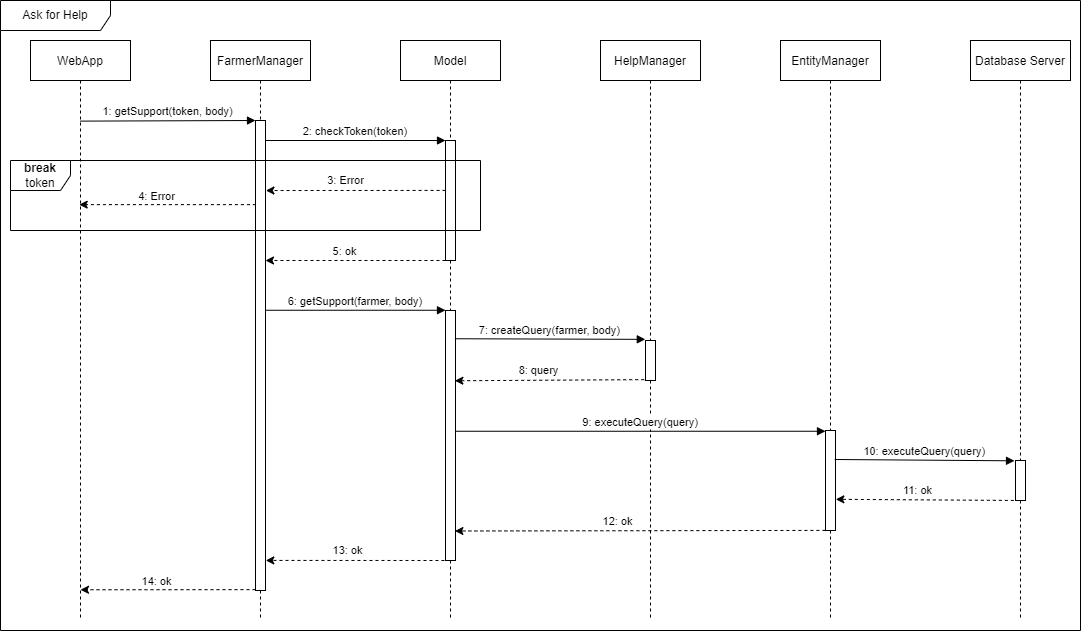 Ask for Help
WebApp
FarmerManager
Model
HelpManager
EntityManager
Database Server
1: getSupport(token, body)
2: checkToken(token)
break
token
3: Error
4: Error
5: ok
6: getSupport(farmer, body)
7: createQuery(farmer, body)
8: query
9: executeQuery(query)
10: executeQuery(query)
11: ok
12: ok
13: ok
14: ok